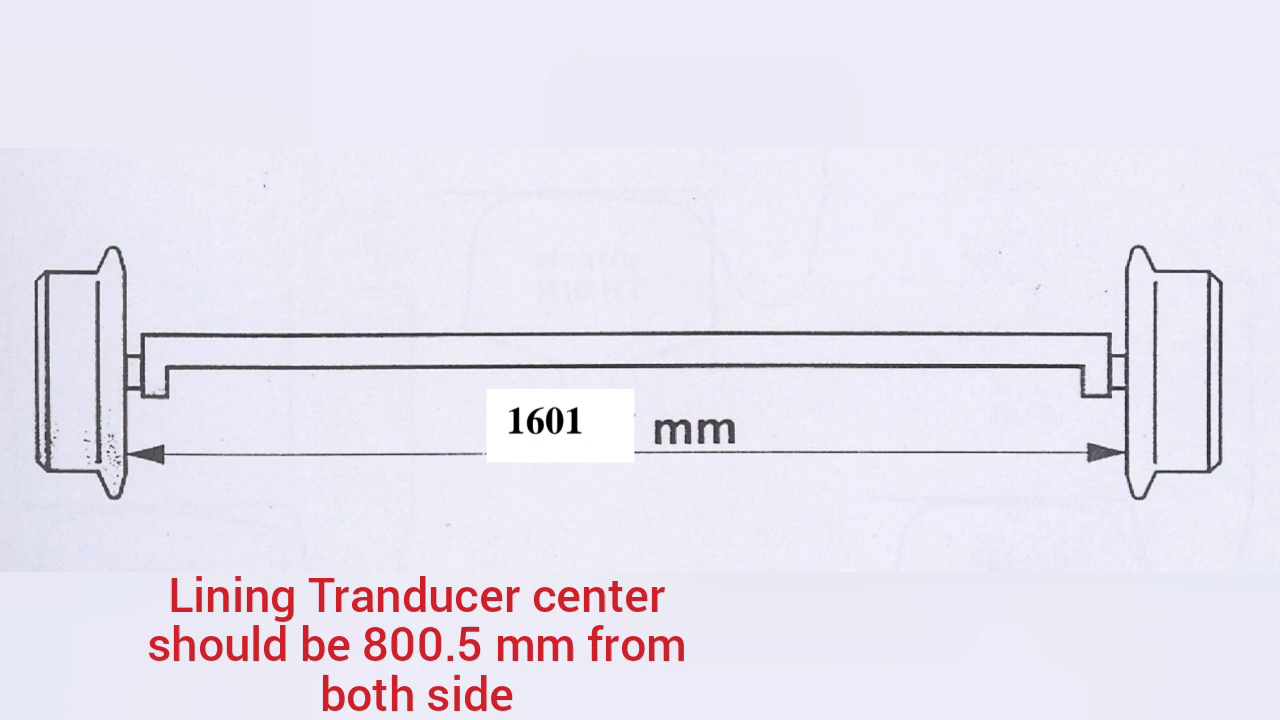 1601 mm
Lining Tranducer center
should be 800.5 mm from
both side